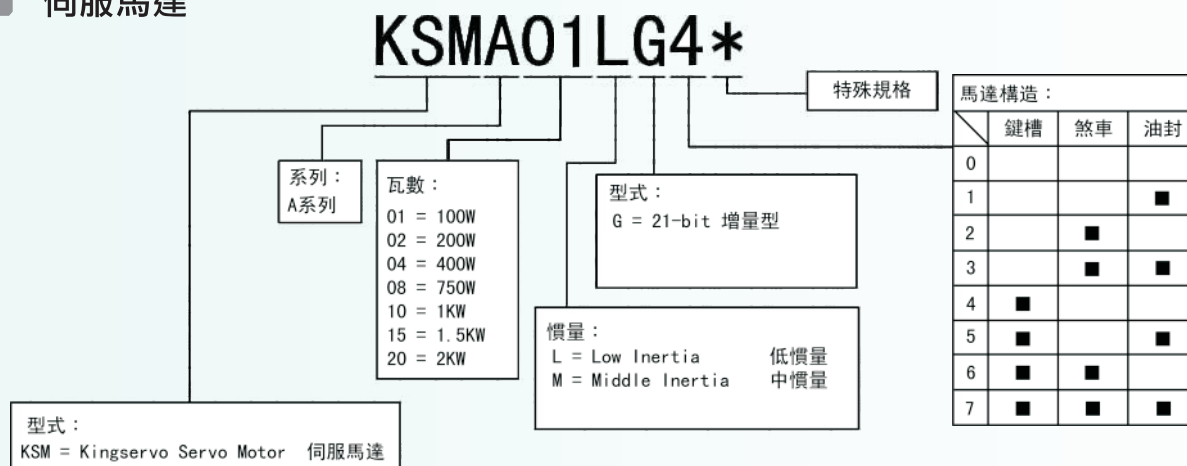 伺服馬達
KSMA01LG4*
特殊規格
馬達構造：
鍵槽 煞車 油封
0
1 ■
2 ■
3 ■ ■
4 ■
5 ■ ■
6 ■ ■
7 ■ ■ ■
系列：
A系列
瓦數：
01 = 100W
02 = 200W
04 = 400W
08 = 750W
10 = 1KW
15 = 1.5KW
20 = 2KW
型式：
G = 21-bit 增量型
慣量：
L = Low Inertia 低慣量
M = Middle Inertia 中慣量
型式：
KSM = Kingservo Servo Motor 伺服馬達